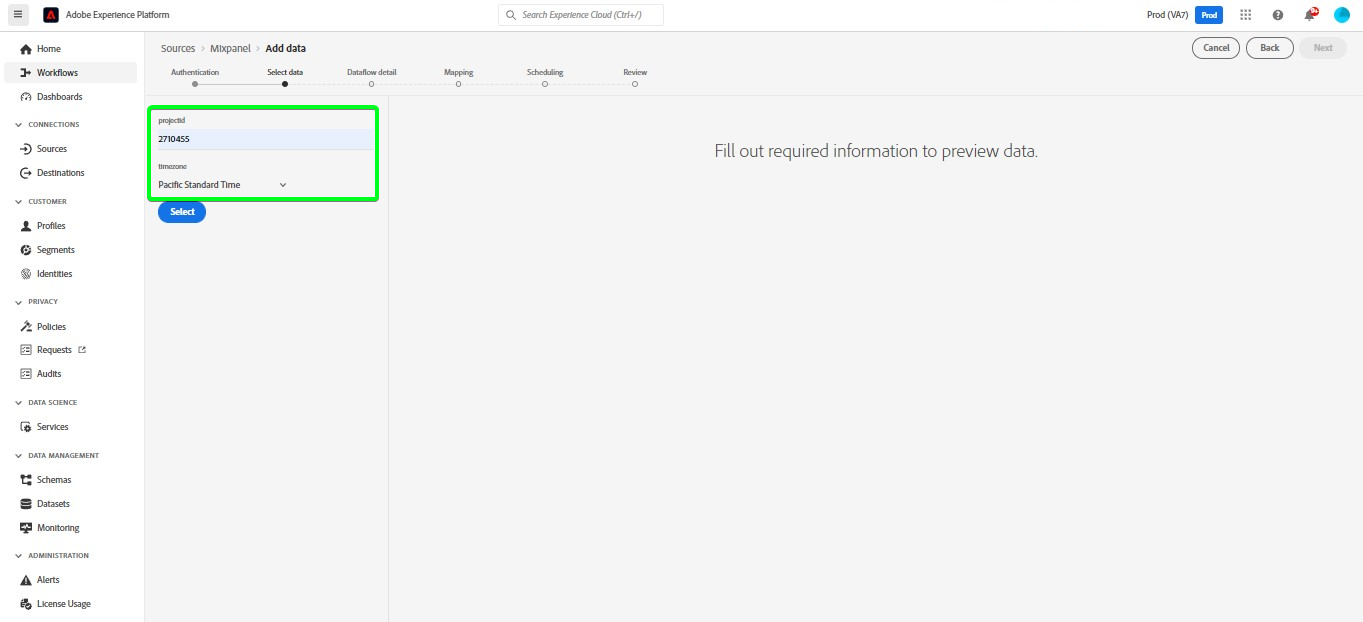 Adobe Experience Platform
Search Experience Cloud (Ctrl+/)
Prod (VA7)
Prod
9+
Home
Workflows
Dashboards
CONNECTIONS
Sources
Destinations
CUSTOMER
Profiles
Segments
Identities
PRIVACY
Policies
Requests
Audits
DATA SCIENCE
Services
DATA MANAGEMENT
Schemas
Datasets
Monitoring
ADMINISTRATION
Alerts
License Usage
Sources > Mixpanel > Add data
Cancel
Back
Next
Authentication
Select data
Dataflow detail
Mapping
Scheduling
Review
projectId
2710455
timezone
Pacific Standard Time
Select
Fill out required information to preview data.